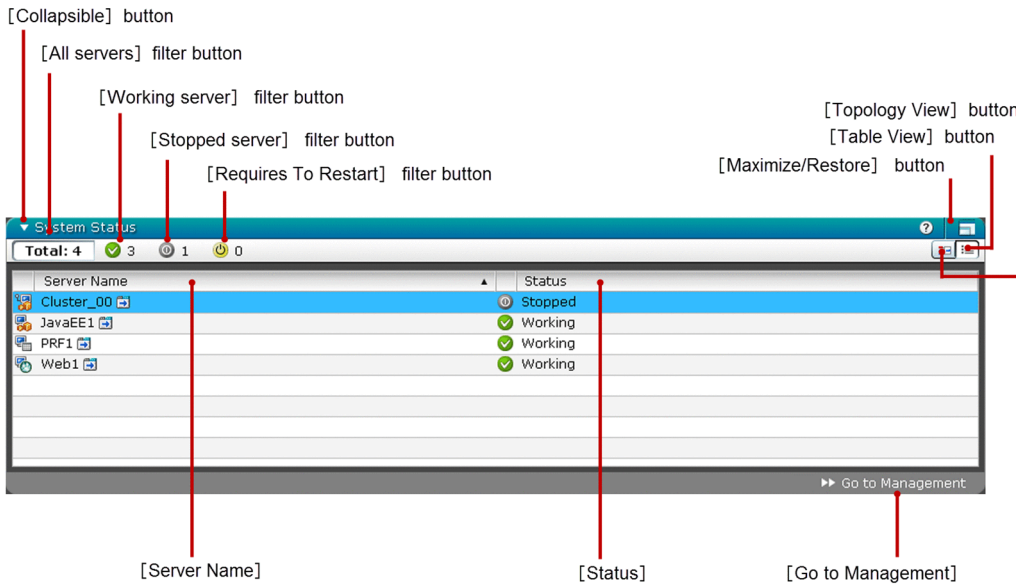 [Collapsible] button
[All servers] filter button
[Working server] filter button
[Topology View] button
[Stopped server] filter button
[Table View] button
[Requires To Restart] filter button
[Maximize/Restore] button
System Status ?
Total: 4 3 1 0
Server Name Status
Cluster_00 Stopped
JavaEE1 Working
PRF1 Working
Web1 Working
Go to Management
[Server Name] [Status] [Go to Management]